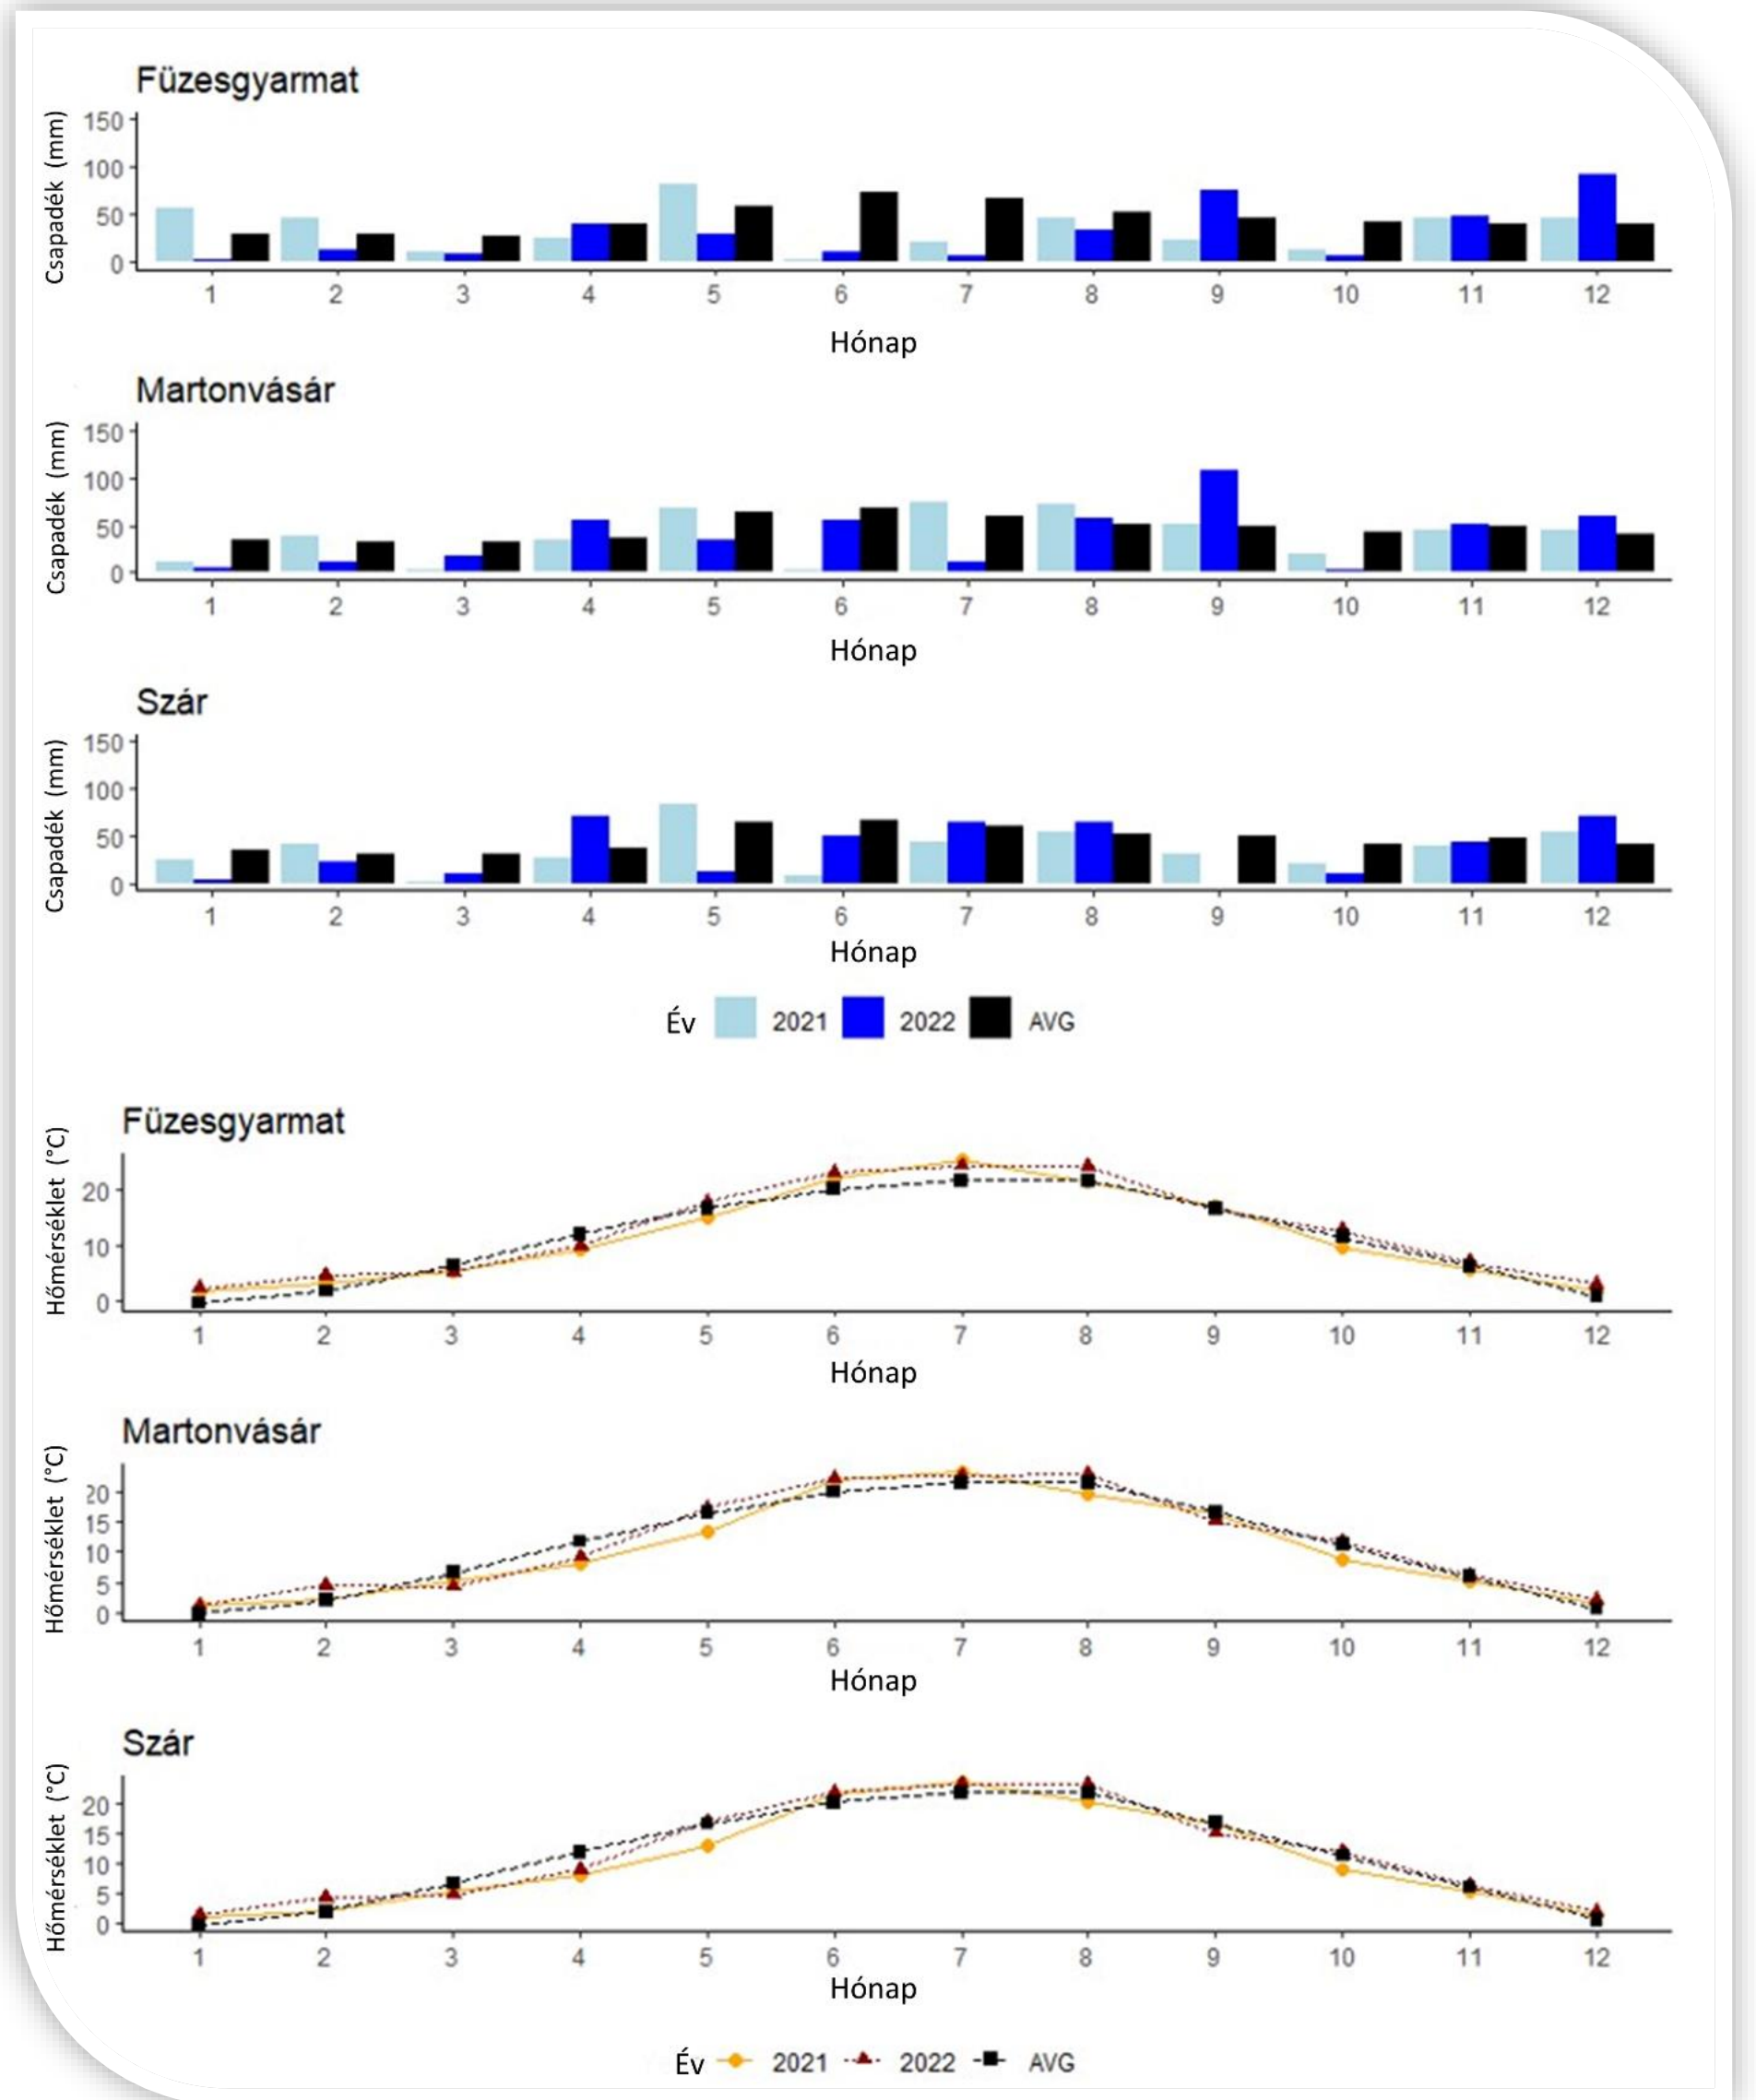 Füzesgyarmat
Csapadék (mm)
150
100
50
0
1 2 3 4 5 6 7 8 9 10 11 12
Hónap
Martonvásár
Csapadék (mm)
150
100
50
0
1 2 3 4 5 6 7 8 9 10 11 12
Hónap
Szár
Csapadék (mm)
150
100
50
0
1 2 3 4 5 6 7 8 9 10 11 12
Hónap
Év 2021 2022 AVG
Füzesgyarmat
Hőmérséklet (°C)
20
10
0
1 2 3 4 5 6 7 8 9 10 11 12
Hónap
Martonvásár
Hőmérséklet (°C)
20
15
10
5
0
1 2 3 4 5 6 7 8 9 10 11 12
Hónap
Szár
Hőmérséklet (°C)
20
15
10
5
0
1 2 3 4 5 6 7 8 9 10 11 12
Hónap
Év 2021 2022 AVG